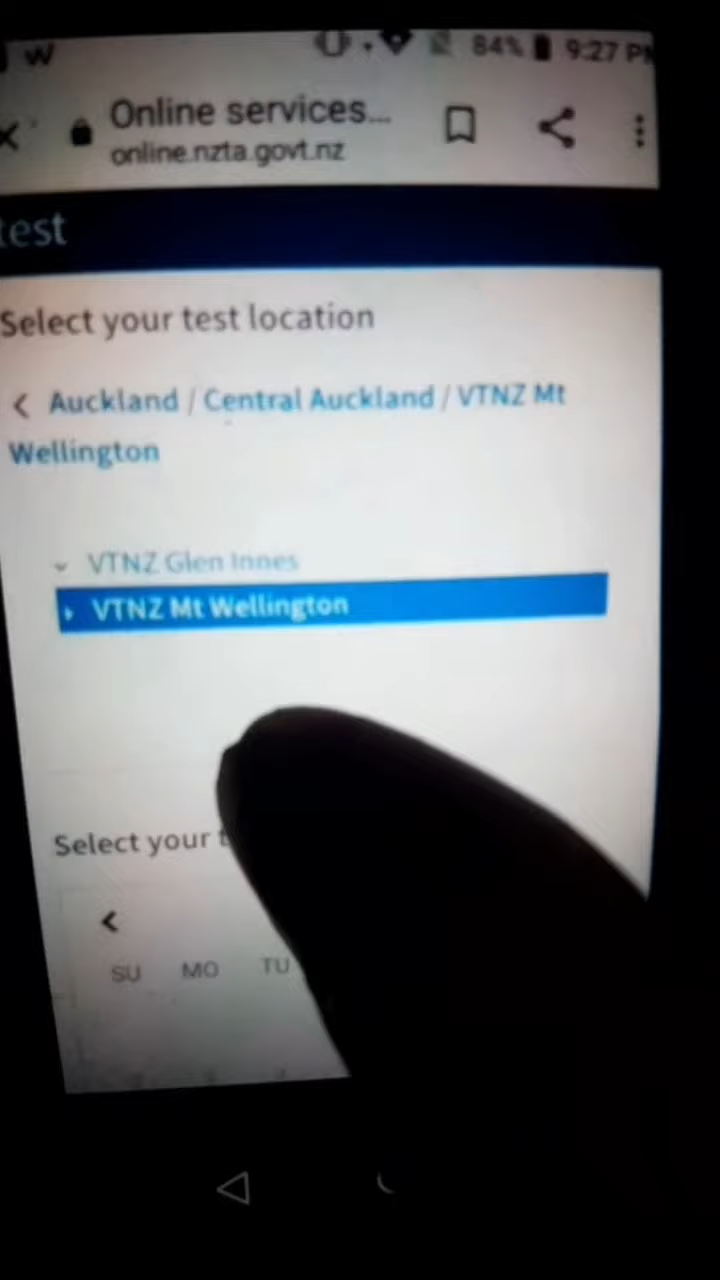 W 84% 9:27 P
Online services...
online.nzta.govt.nz
test
Select your test location
Auckland / Central Auckland / VTNZ Mt
Wellington
VTNZ Glen Innes
VTNZ Mt Wellington
Select your t
SU MO TU